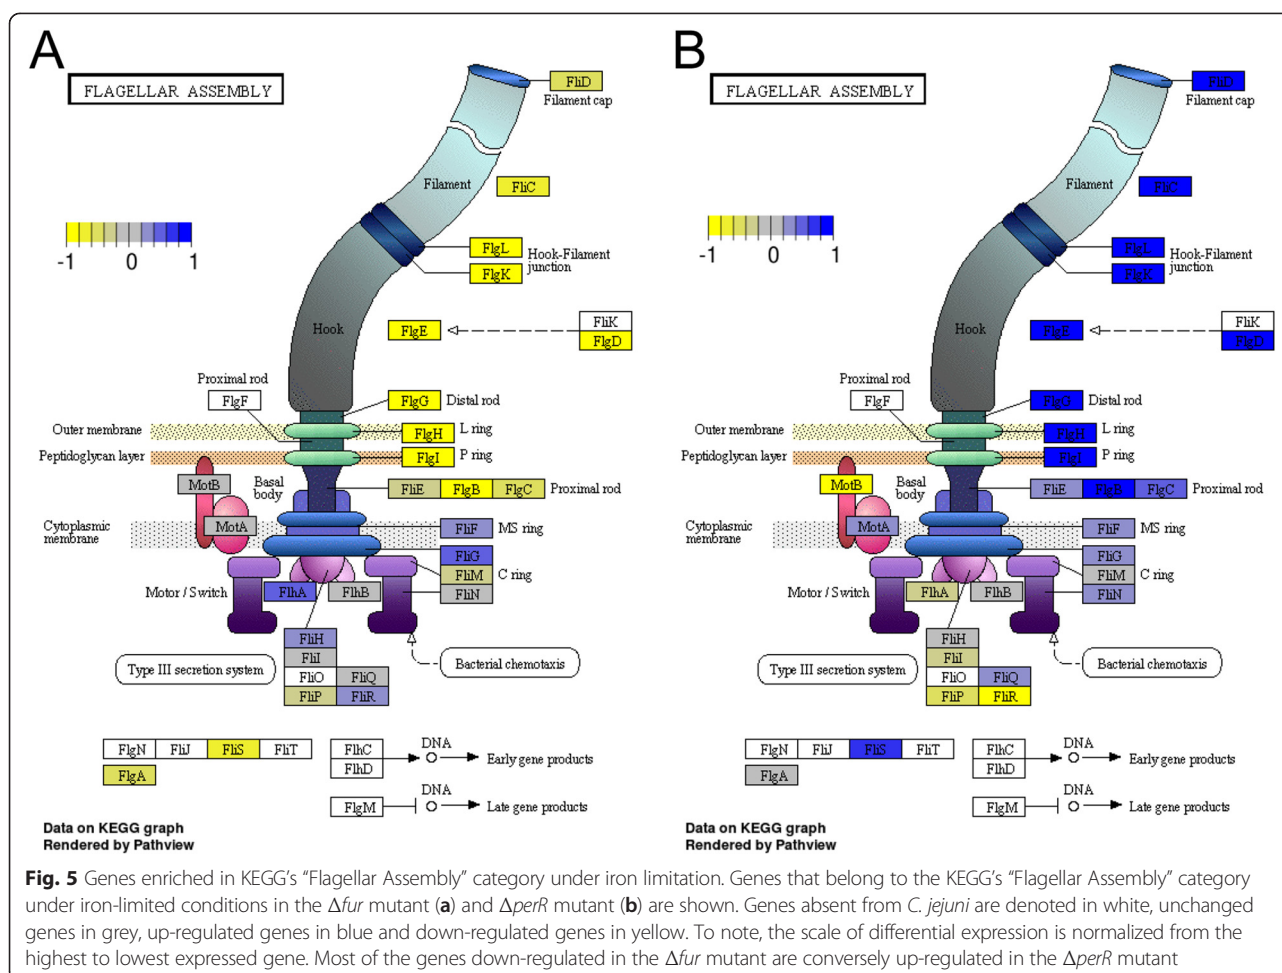 A
FLAGELLAR ASSEMBLY
FliD
Filament cap
Filament
FliC
-1 0 1
FlgL
Hook-Filament
junction
FlgK
Hook
FlgE
FliK
FlgD
Proximal rod
FlgF
FlgG
Distal rod
Outer membrane
FlgH
L ring
Peptidoglycan layer
FlgI
P ring
MotB
Basal
body
FliE FlgB FlgC
Proximal rod
Cytoplasmic
membrane
MotA
FliF
MS ring
FliG
FliM
C ring
FliN
Motor / Switch
FlhA
FlhB
FliH
FliI
FliO FliQ
FliP FliR
Type III secretion system
Bacterial chemotaxis
FlgN FliJ FliS FliT
FlgA
FlhC
FlhD
DNA
Early gene products
FlgM
DNA
Late gene products
Data on KEGG graph
Rendered by Pathview
B
FLAGELLAR ASSEMBLY
FliD
Filament cap
Filament
FliC
-1 0 1
FlgL
Hook-Filament
junction
FlgK
Hook
FlgE
FliK
FlgD
Proximal rod
FlgF
FlgG
Distal rod
Outer membrane
FlgH
L ring
Peptidoglycan layer
FlgI
P ring
MotB
Basal
body
FliE FlgB FlgC
Proximal rod
Cytoplasmic
membrane
MotA
FliF
MS ring
FliG
FliM
C ring
FliN
Motor / Switch
FlhA
FlhB
FliH
FliI
FliO FliQ
FliP FliR
Type III secretion system
Bacterial chemotaxis
FlgN FliJ FliS FliT
FlgA
FlhC
FlhD
DNA
Early gene products
FlgM
DNA
Late gene products
Data on KEGG graph
Rendered by Pathview
Fig. 5 Genes enriched in KEGG's “Flagellar Assembly” category under iron limitation. Genes that belong to the KEGG's “Flagellar Assembly” category
under iron-limited conditions in the Δfur mutant (a) and ΔperR mutant (b) are shown. Genes absent from C. jejuni are denoted in white, unchanged
genes in grey, up-regulated genes in blue and down-regulated genes in yellow. To note, the scale of differential expression is normalized from the
highest to lowest expressed gene. Most of the genes down-regulated in the Δfur mutant are conversely up-regulated in the ΔperR mutant